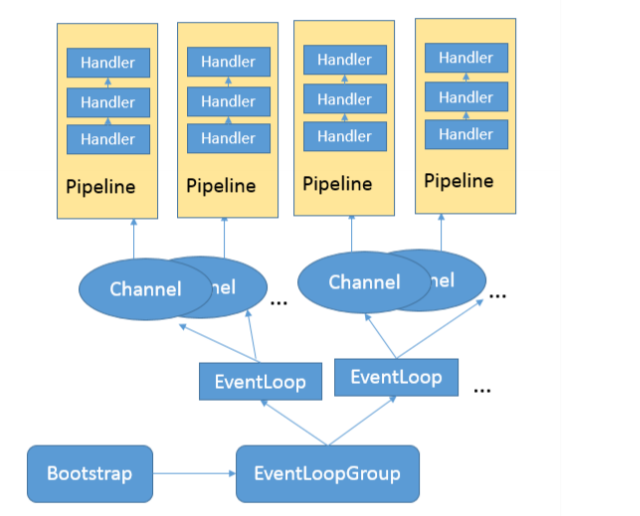 Handler
Handler
Handler
Pipeline
Handler
Handler
Handler
Pipeline
Handler
Handler
Handler
Pipeline
Handler
Handler
Handler
Pipeline
Channel
nel
...
Channel
nel
...
EventLoop
EventLoop
...
Bootstrap
EventLoopGroup